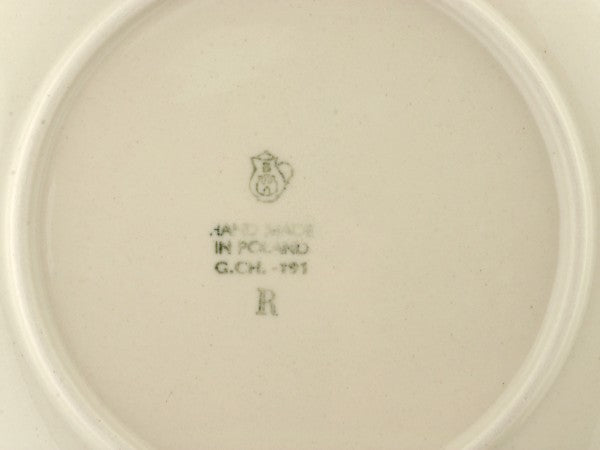 HAND MADE
IN POLAND
G.CH. -191
R